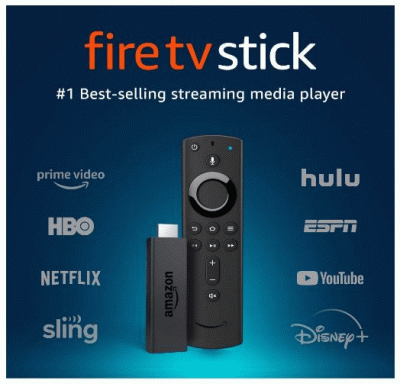 fire tv stick
#1 Best-selling streaming media player
prime video
hulu
HBO
ESPN
NETFLIX
YouTube
sling
Disney+
amazon